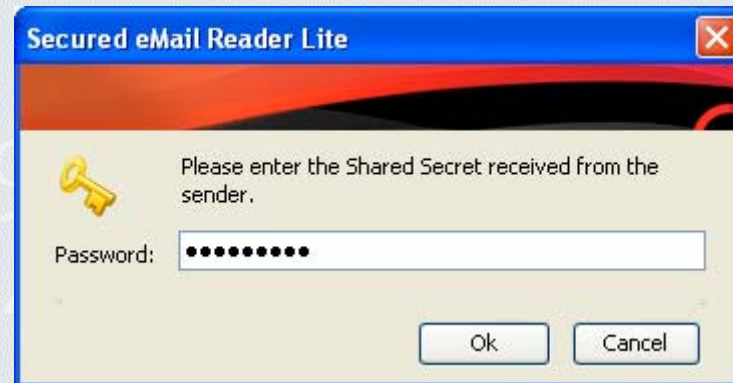 Secured eMail Reader Lite
Please enter the Shared Secret received from the
sender.
Password: •••••••••
Ok Cancel